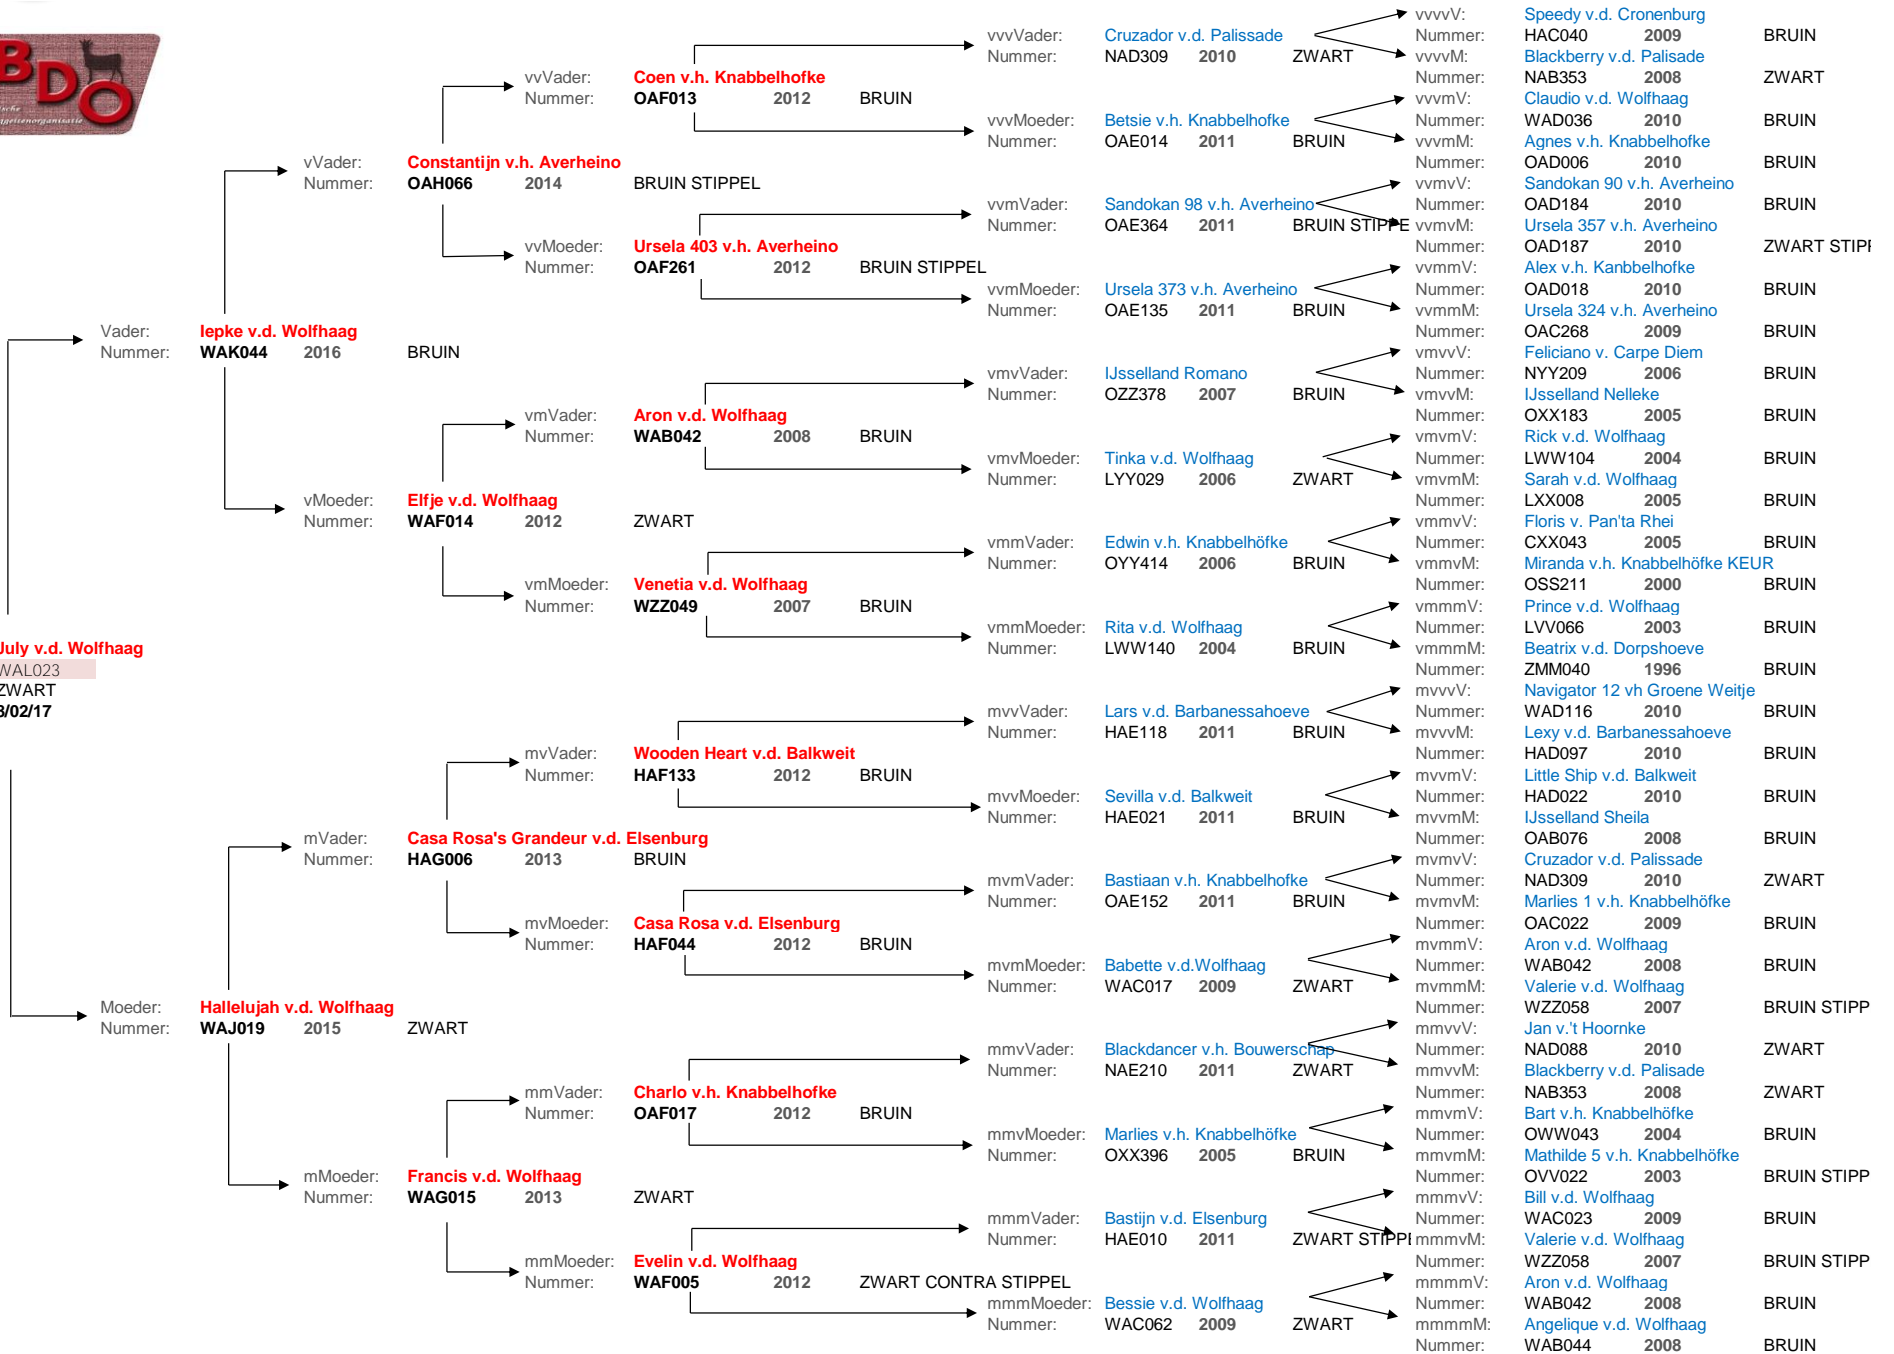 BDO
July v.d. Wolfhaag
WAL023
ZWART
3/02/17
Vader: Iepke v.d. Wolfhaag
Nummer: WAK044 2016 BRUIN
Moeder: Hallelujah v.d. Wolfhaag
Nummer: WAJ019 2015 ZWART
vVader: Constantijn v.h. Averheino
Nummer: OAH066 2014 BRUIN STIPPEL
vMoeder: Elfje v.d. Wolfhaag
Nummer: WAF014 2012 ZWART
mVader: Casa Rosa's Grandeur v.d. Elsenburg
Nummer: HAG006 2013 BRUIN
mMoeder: Francis v.d. Wolfhaag
Nummer: WAG015 2013 ZWART
vvVader: Coen v.h. Knabbelhofke
Nummer: OAF013 2012 BRUIN
vvMoeder: Ursela 403 v.h. Averheino
Nummer: OAF261 2012 BRUIN STIPPEL
vmVader: Aron v.d. Wolfhaag
Nummer: WAB042 2008 BRUIN
vmMoeder: Venetia v.d. Wolfhaag
Nummer: WZZ049 2007 BRUIN
mvVader: Wooden Heart v.d. Balkweit
Nummer: HAF133 2012 BRUIN
mvMoeder: Casa Rosa v.d. Elsenburg
Nummer: HAF044 2012 BRUIN
mmVader: Charlo v.h. Knabbelhofke
Nummer: OAF017 2012 BRUIN
mmMoeder: Evelin v.d. Wolfhaag
Nummer: WAF005 2012 ZWART CONTRA STIPPEL
vvvVader: Cruzador v.d. Palissade
Nummer: NAD309 2010 ZWART
vvvMoeder: Betsie v.h. Knabbelhofke
Nummer: OAE014 2011 BRUIN
vvmVader: Sandokan 98 v.h. Averheino
Nummer: OAE364 2011 BRUIN STIPPE
vvmMoeder: Ursela 373 v.h. Averheino
Nummer: OAE135 2011 BRUIN
vmvVader: IJsselland Romano
Nummer: OZZ378 2007 BRUIN
vmvMoeder: Tinka v.d. Wolfhaag
Nummer: LYY029 2006 ZWART
vmmVader: Edwin v.h. Knabbelhöfke
Nummer: OYY414 2006 BRUIN
vmmMoeder: Rita v.d. Wolfhaag
Nummer: LWW140 2004 BRUIN
mvvVader: Lars v.d. Barbanessahoeve
Nummer: HAE118 2011 BRUIN
mvvMoeder: Sevilla v.d. Balkweit
Nummer: HAE021 2011 BRUIN
mvmVader: Bastiaan v.h. Knabbelhofke
Nummer: OAE152 2011 BRUIN
mvmMoeder: Babette v.d.Wolfhaag
Nummer: WAC017 2009 ZWART
mmvVader: Blackdancer v.h. Bouwerschap
Nummer: NAE210 2011 ZWART
mmvMoeder: Marlies v.h. Knabbelhöfke
Nummer: OXX396 2005 BRUIN
mmmVader: Bastijn v.d. Elsenburg
Nummer: HAE010 2011 ZWART STIPPE
mmmMoeder: Bessie v.d. Wolfhaag
Nummer: WAC062 2009 ZWART
vvvvV: Speedy v.d. Cronenburg
Nummer: HAC040 2009 BRUIN
vvvvM: Blackberry v.d. Palisade
Nummer: NAB353 2008 ZWART
vvvmV: Claudio v.d. Wolfhaag
Nummer: WAD036 2010 BRUIN
vvvmM: Agnes v.h. Knabbelhofke
Nummer: OAD006 2010 BRUIN
vvmvV: Sandokan 90 v.h. Averheino
Nummer: OAD184 2010 BRUIN
vvmvM: Ursela 357 v.h. Averheino
Nummer: OAD187 2010 ZWART STIP
vvmmV: Alex v.h. Kanbbelhofke
Nummer: OAD018 2010 BRUIN
vvmmM: Ursela 324 v.h. Averheino
Nummer: OAC268 2009 BRUIN
vmvvV: Feliciano v. Carpe Diem
Nummer: NYY209 2006 BRUIN
vmvvM: IJsselland Nelleke
Nummer: OXX183 2005 BRUIN
vmvmV: Rick v.d. Wolfhaag
Nummer: LWW104 2004 BRUIN
vmvmM: Sarah v.d. Wolfhaag
Nummer: LXX008 2005 BRUIN
vmmvV: Floris v. Pan'ta Rhei
Nummer: CXX043 2005 BRUIN
vmmvM: Miranda v.h. Knabbelhöfke KEUR
Nummer: OSS211 2000 BRUIN
vmmmV: Prince v.d. Wolfhaag
Nummer: LVV066 2003 BRUIN
vmmmM: Beatrix v.d. Dorpshoeve
Nummer: ZMM040 1996 BRUIN
mvvvV: Navigator 12 vh Groene Weitje
Nummer: WAD116 2010 BRUIN
mvvvM: Lexy v.d. Barbanessahoeve
Nummer: HAD097 2010 BRUIN
mvvmV: Little Ship v.d. Balkweit
Nummer: HAD022 2010 BRUIN
mvvmM: IJsselland Sheila
Nummer: OAB076 2008 BRUIN
mvmvV: Cruzador v.d. Palissade
Nummer: NAD309 2010 ZWART
mvmvM: Marlies 1 v.h. Knabbelhöfke
Nummer: OAC022 2009 BRUIN
mvmmV: Aron v.d. Wolfhaag
Nummer: WAB042 2008 BRUIN
mvmmM: Valerie v.d. Wolfhaag
Nummer: WZZ058 2007 BRUIN STIPP
mmvvV: Jan v.'t Hoornke
Nummer: NAD088 2010 ZWART
mmvvM: Blackberry v.d. Palisade
Nummer: NAB353 2008 ZWART
mmvmV: Bart v.h. Knabbelhöfke
Nummer: OWW043 2004 BRUIN
mmvmM: Mathilde 5 v.h. Knabbelhöfke
Nummer: OVV022 2003 BRUIN STIPP
mmmvV: Bill v.d. Wolfhaag
Nummer: WAC023 2009 BRUIN
mmmvM: Valerie v.d. Wolfhaag
Nummer: WZZ058 2007 BRUIN STIPP
mmmmV: Aron v.d. Wolfhaag
Nummer: WAB042 2008 BRUIN
mmmmM: Angelique v.d. Wolfhaag
Nummer: WAB044 2008 BRUIN